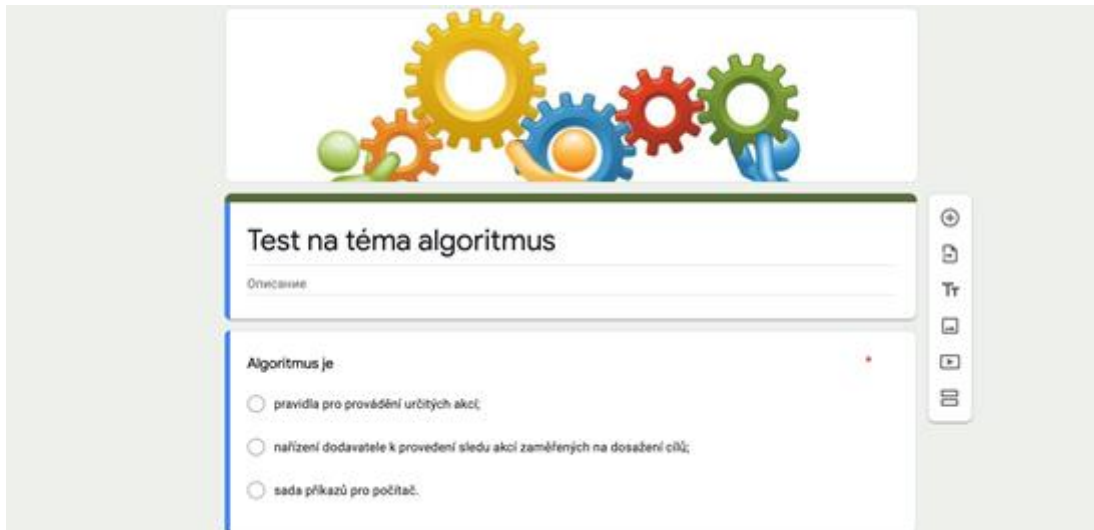 Test na téma algoritmus
Описание
Algoritmus je *
pravidla pro provádění určitých akcí;
nařízení dodavatele k provedení sledu akcí zaměřených na dosažení cílů;
sada příkazů pro počítač.
Tт